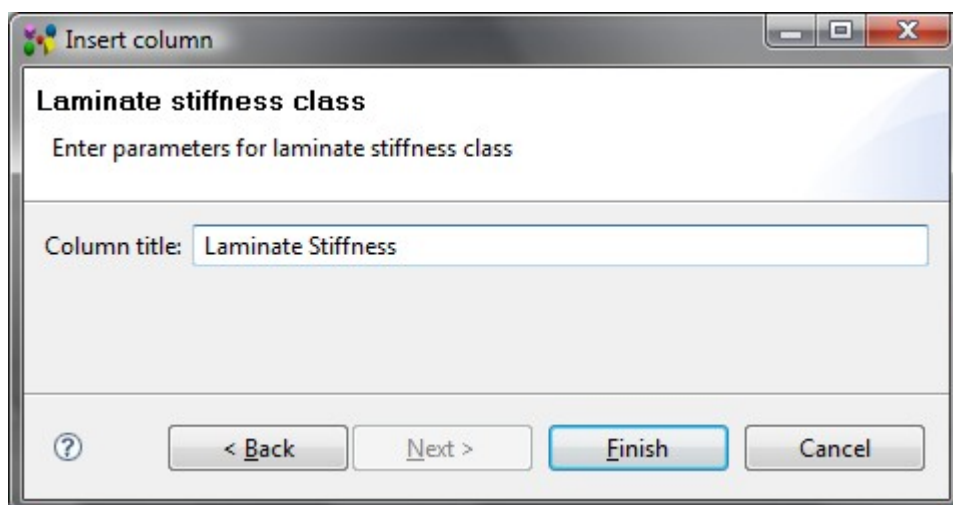 Insert column
Laminate stiffness class
Enter parameters for laminate stiffness class
Column title: Laminate Stiffness
? < Back Next > Finish Cancel